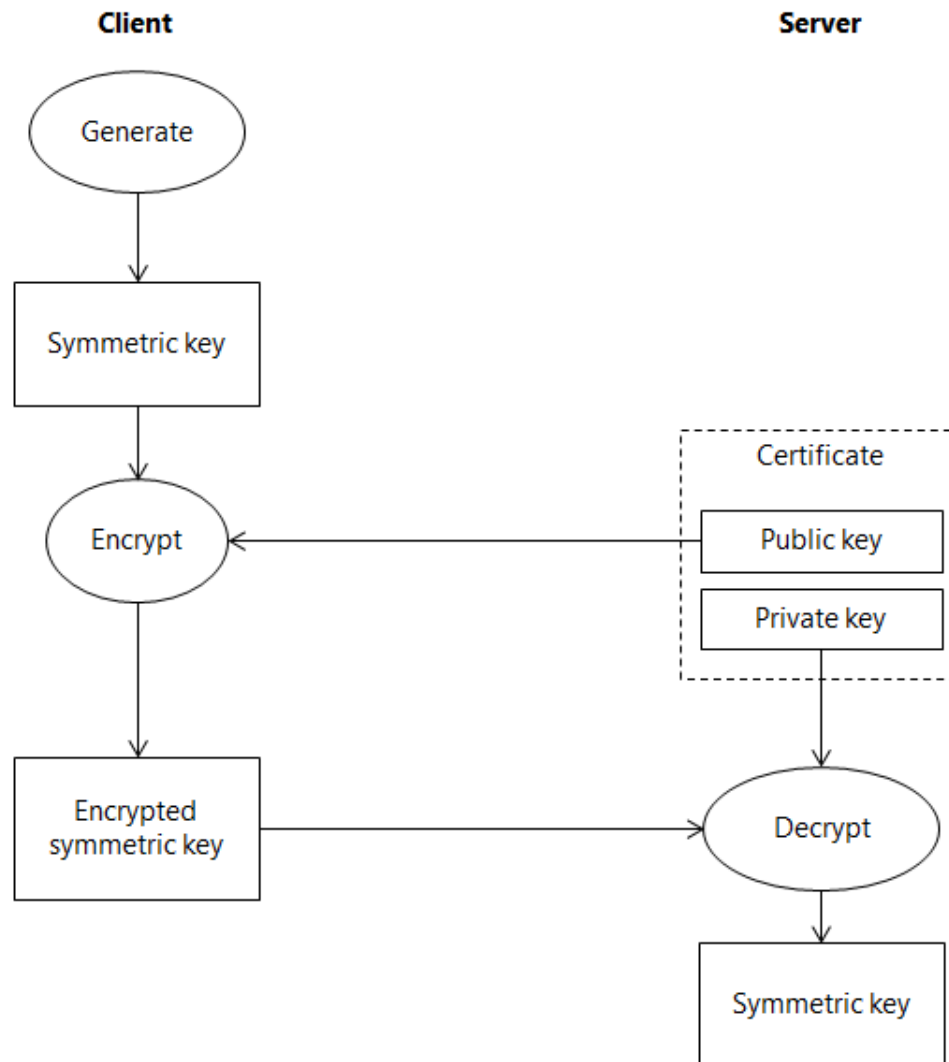 Client
Server
Generate
Symmetric key
Certificate
Encrypt
Public key
Private key
Encrypted
symmetric key
Decrypt
Symmetric key